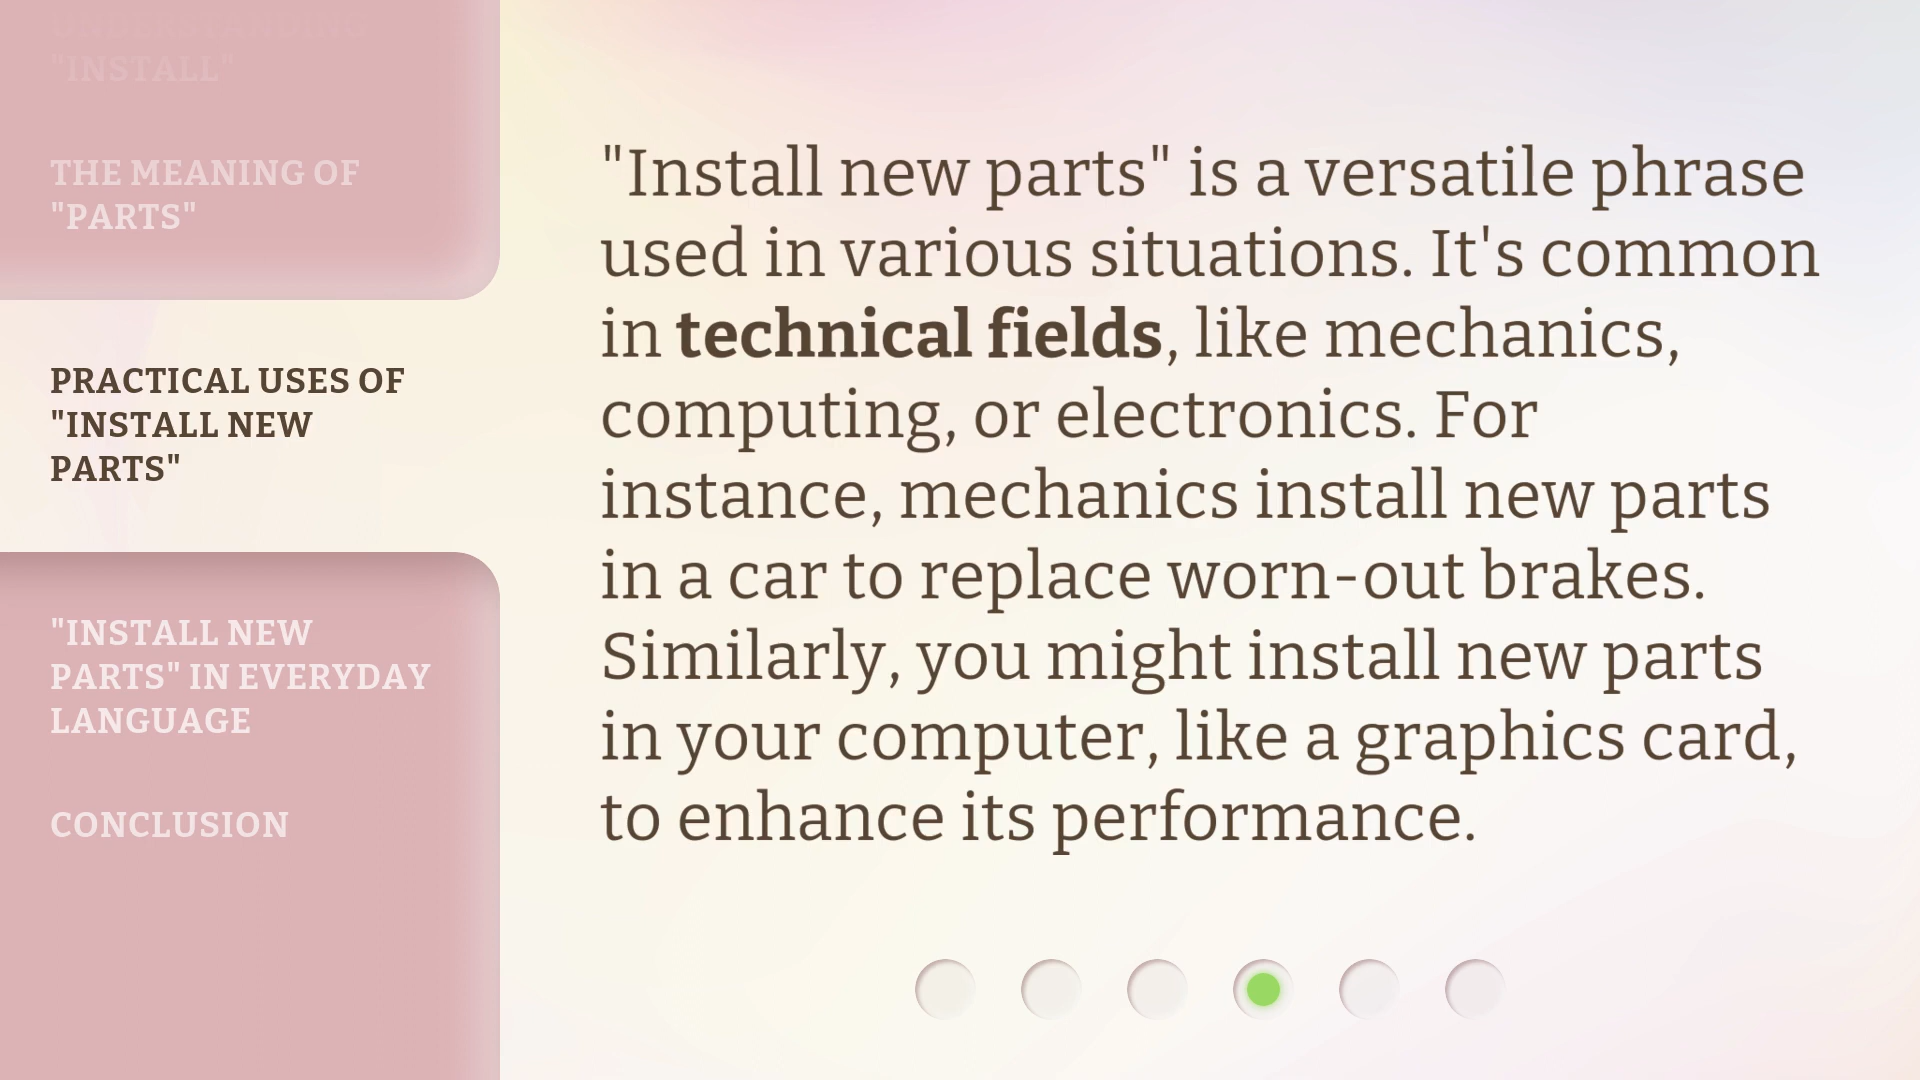 UNDERSTANDING
"INSTALL"
THE MEANING OF
"PARTS"
PRACTICAL USES OF
"INSTALL NEW
PARTS"
"INSTALL NEW
PARTS" IN EVERYDAY
LANGUAGE
CONCLUSION
"Install new parts" is a versatile phrase
used in various situations. It's common
in technical fields, like mechanics,
computing, or electronics. For
instance, mechanics install new parts
in a car to replace worn-out brakes.
Similarly, you might install new parts
in your computer, like a graphics card,
to enhance its performance.